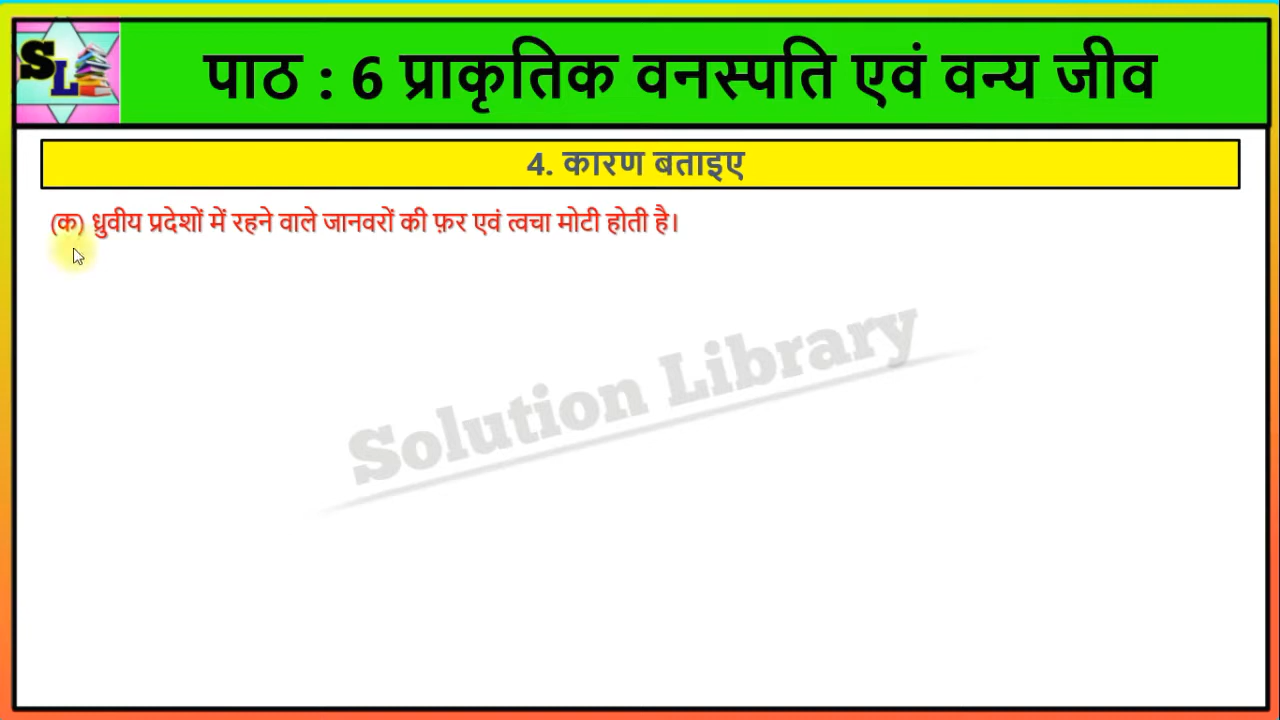 SL
पाठ : 6 प्राकृतिक वनस्पति एवं वन्य जीव
4. कारण बताइए
(क) ध्रुवीय प्रदेशों में रहने वाले जानवरों की फ़र एवं त्वचा मोटी होती है।
Solution Library